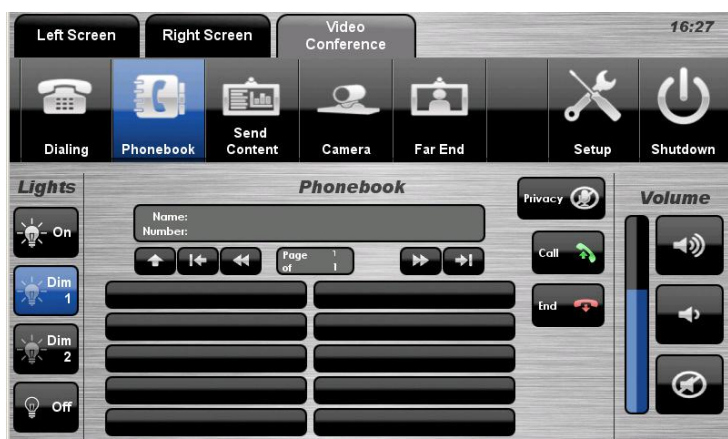 Left Screen
Right Screen
Video
Conference
16:27
Dialing
Phonebook
Send
Content
Camera
Far End
Setup
Shutdown
Lights
Phonebook
Volume
Privacy
Name:
Number:
On
Call
Page 1
of 1
Dim
1
End
Dim
2
Off